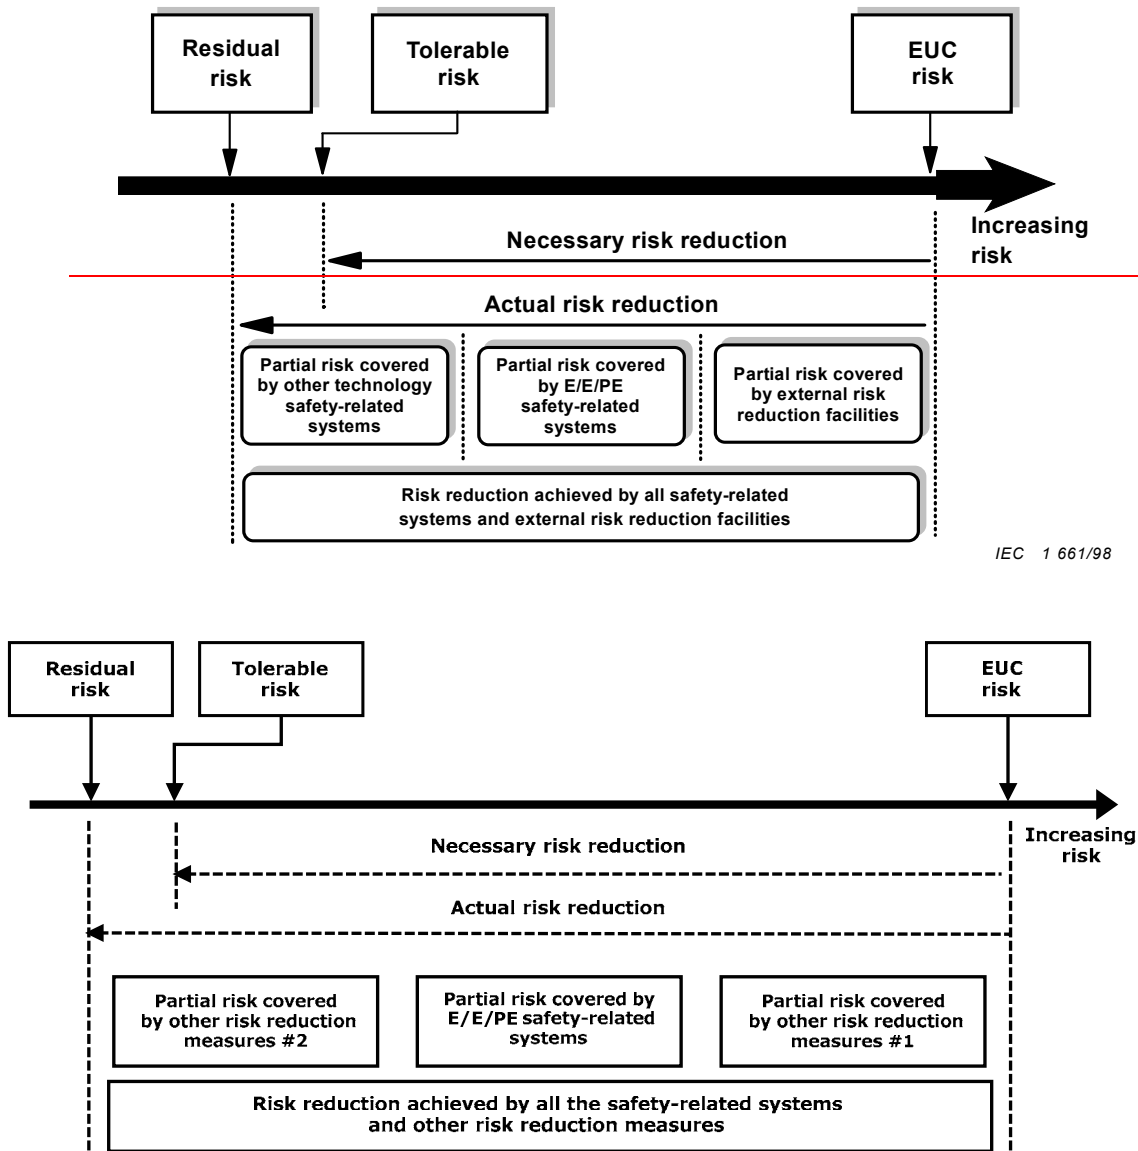 Residual
risk
Tolerable
risk
EUC
risk
Increasing
risk
Necessary risk reduction
Actual risk reduction
Partial risk covered
by other technology
safety-related
systems
Partial risk covered
by E/E/PE
safety-related
systems
Partial risk covered
by external risk
reduction facilities
Risk reduction achieved by all safety-related
systems and external risk reduction facilities
IEC 1 661/98
Residual
risk
Tolerable
risk
EUC
risk
Increasing
risk
Necessary risk reduction
Actual risk reduction
Partial risk covered
by other risk reduction
measures #2
Partial risk covered by
E/E/PE safety-related
systems
Partial risk covered
by other risk reduction
measures #1
Risk reduction achieved by all the safety-related systems
and other risk reduction measures